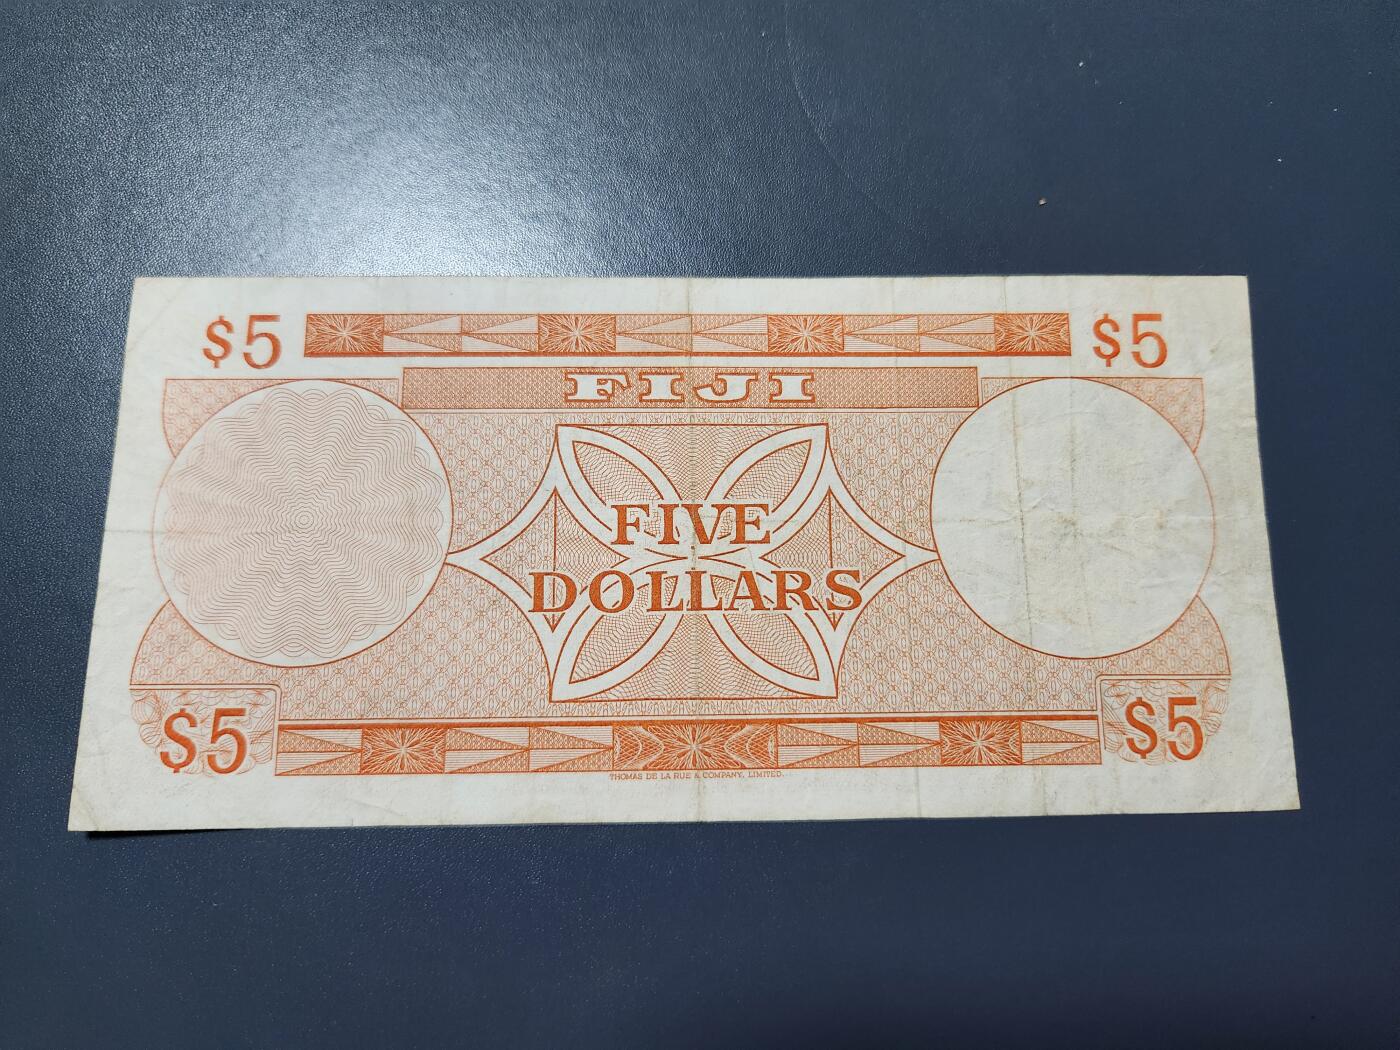 $5
$5
FIJI
FIVE
DOLLARS
$5
$5
THOMAS DE LA RUE & COMPANY, LIMITED.